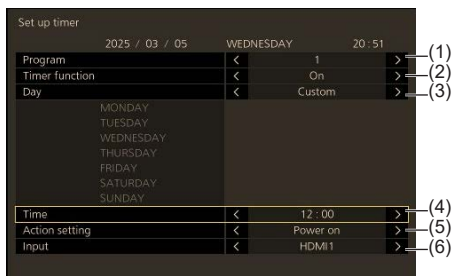 Set up timer
2025 / 03 / 05 WEDNESDAY 20 : 51
Program < 1 > (1)
Timer function < On > (2)
Day < Custom > (3)
MONDAY
TUESDAY
WEDNESDAY
THURSDAY
FRIDAY
SATURDAY
SUNDAY
Time < 12 : 00 > (4)
Action setting < Power on > (5)
Input < HDMI1 > (6)